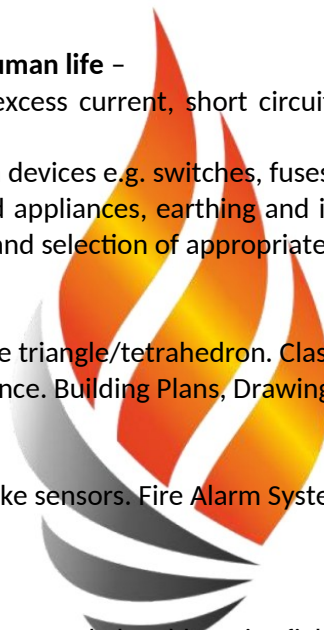 uman life –
excess current, short circui
devices e.g. switches, fuses
d appliances, earthing and i
and selection of appropriate
e triangle/tetrahedron. Clas
nce. Building Plans, Drawing
ke sensors. Fire Alarm Syste